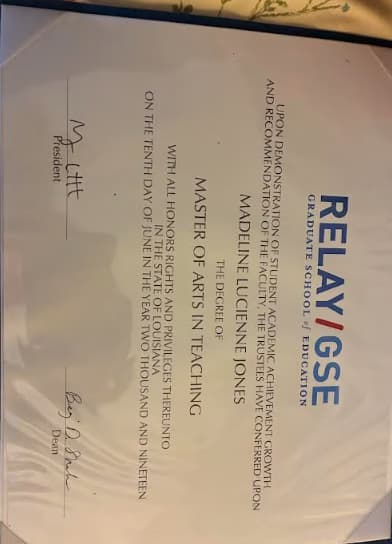 RELAY/GSE
GRADUATE SCHOOL of EDUCATION
UPON DEMONSTRATION OF STUDENT ACADEMIC ACHIEVEMENT GROWTH
AND RECOMMENDATION OF THE FACULTY, THE TRUSTEES HAVE CONFERRED UPON
MADELINE LUCIENNE JONES
THE DEGREE OF
MASTER OF ARTS IN TEACHING
WITH ALL HONORS RIGHTS AND PRIVILEGES THEREUNTO
IN THE STATE OF LOUISIANA
ON THE TENTH DAY OF JUNE IN THE YEAR TWO THOUSAND AND NINETEEN
President
Dean